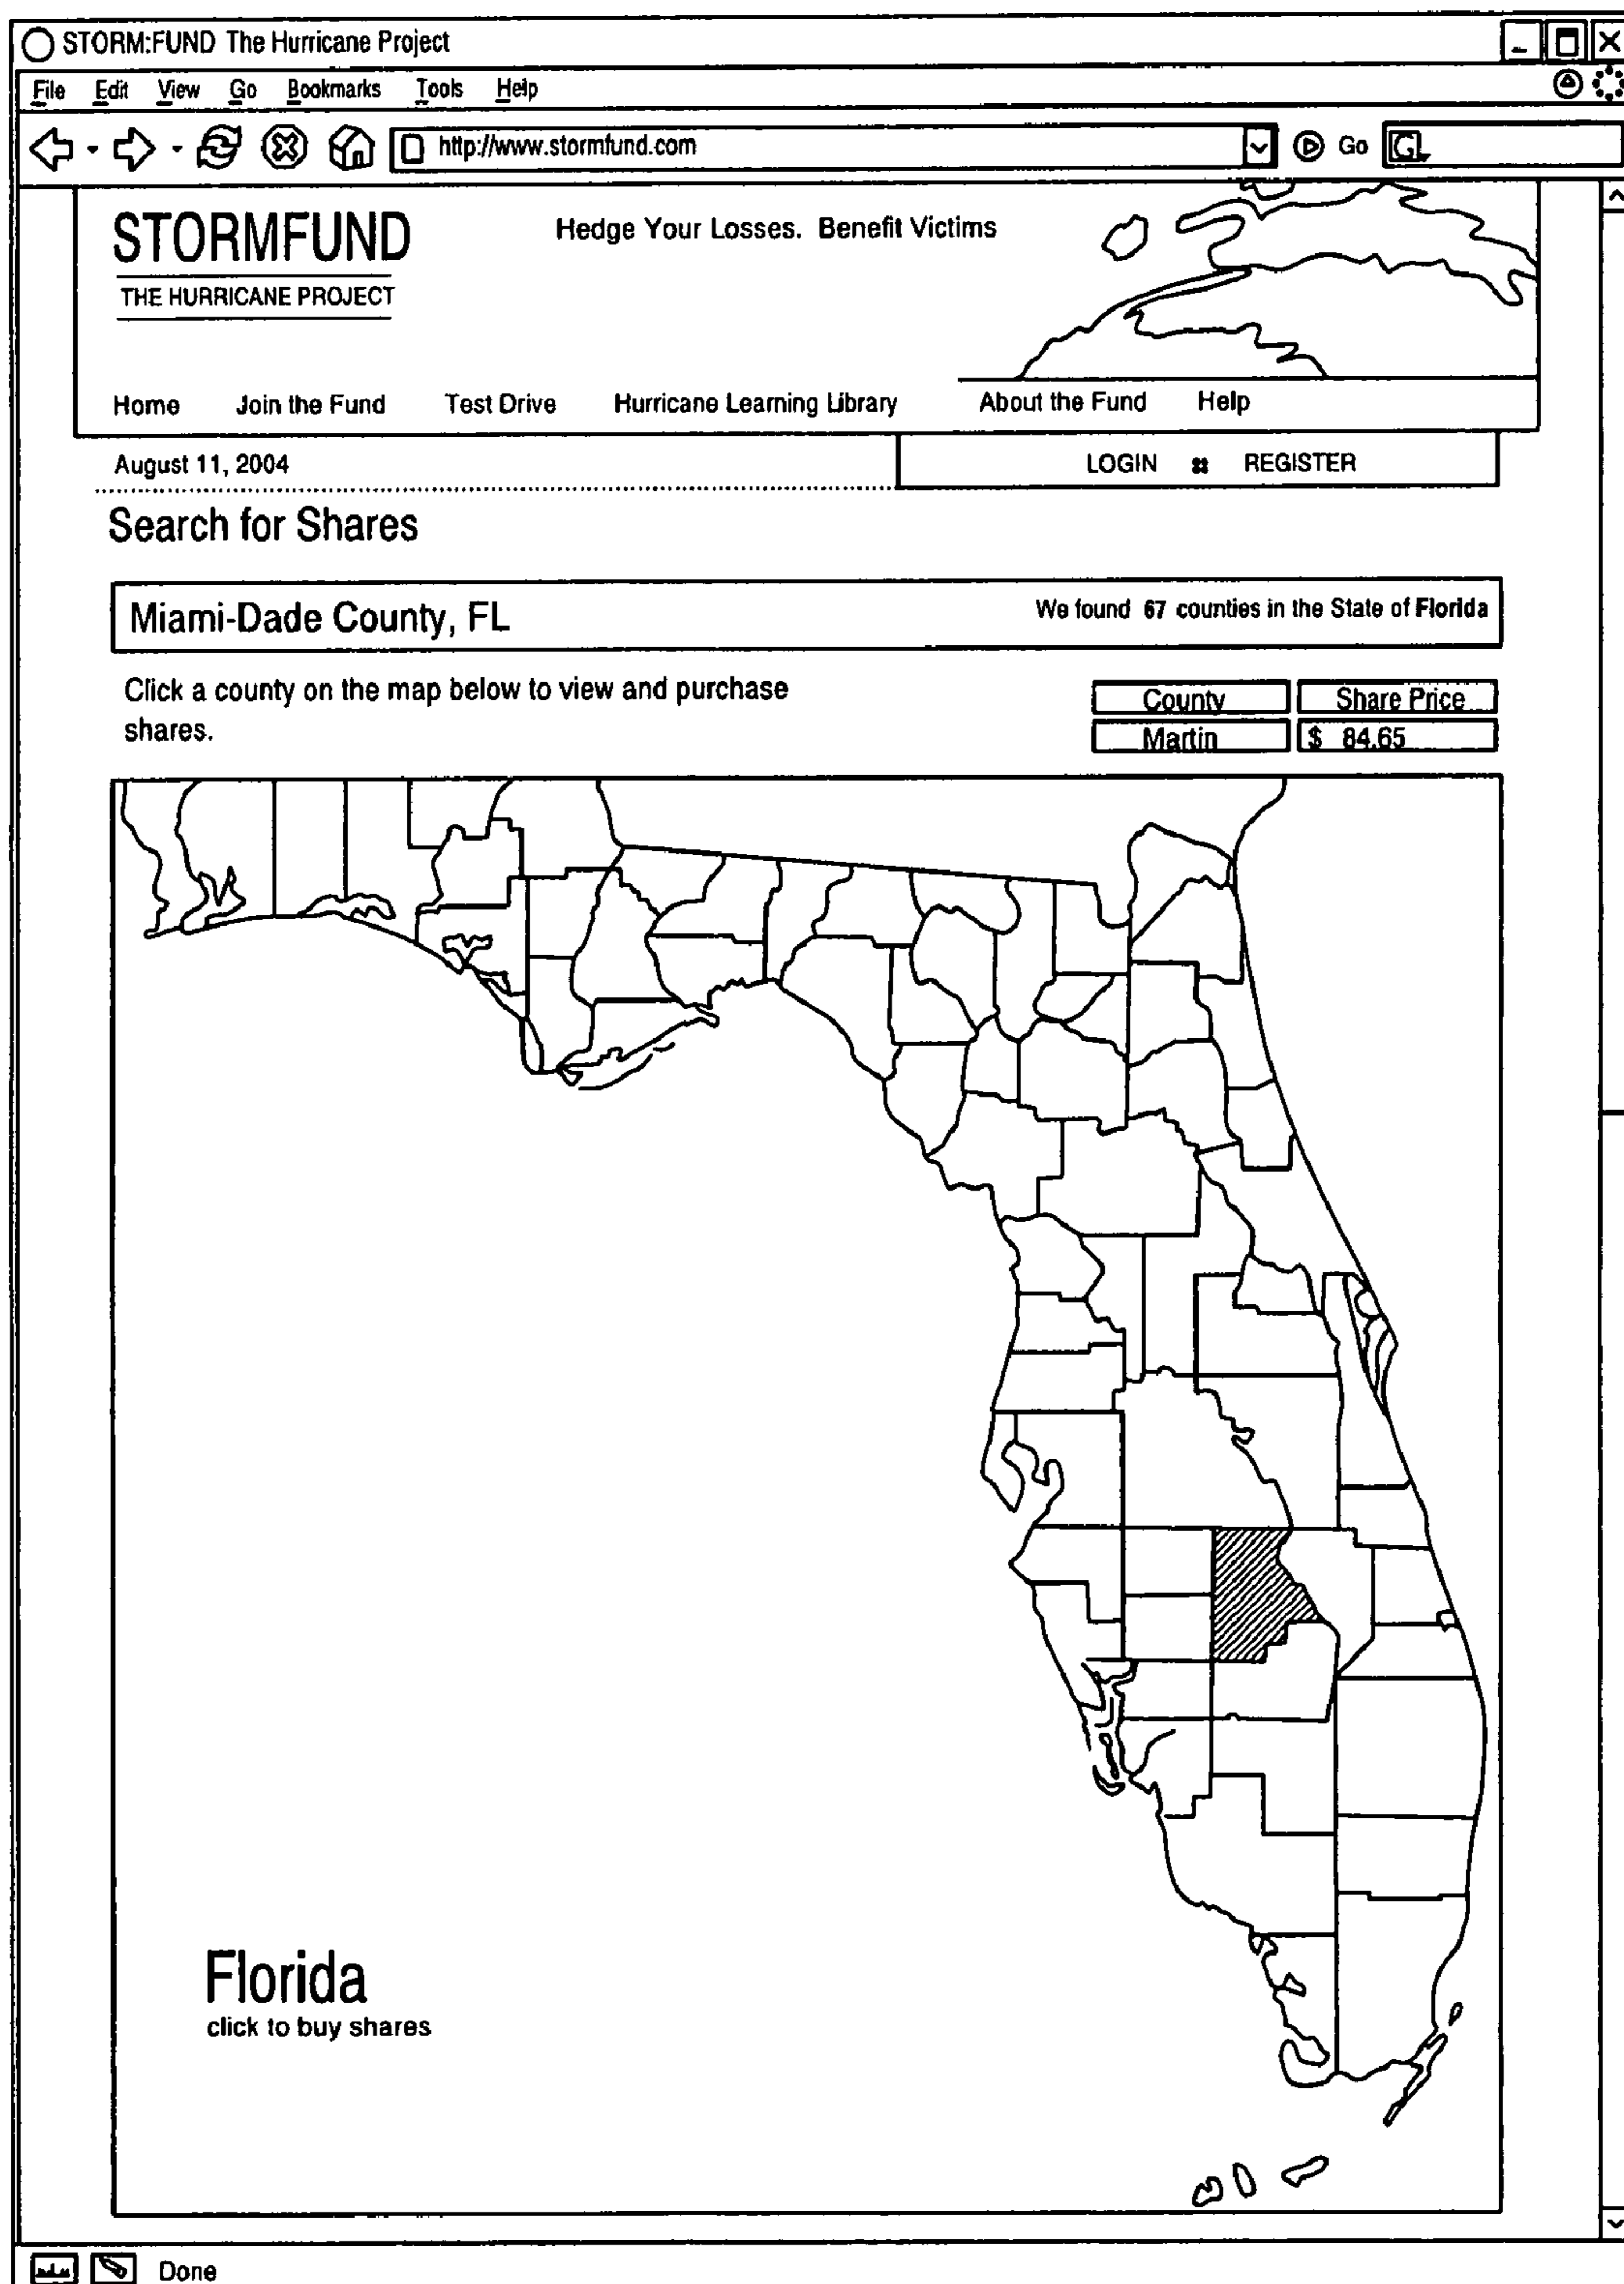 STORM:FUND The Hurricane Project
File Edit View Go Bookmarks Tools Help
http://www.stormfund.com Go G
STORMFUND
Hedge Your Losses. Benefit Victims
THE HURRICANE PROJECT
Home Join the Fund Test Drive Hurricane Learning Library About the Fund Help
August 11, 2004 LOGIN REGISTER
Search for Shares
Miami-Dade County, FL We found 67 counties in the State of Florida
Click a county on the map below to view and purchase
shares.
County Share Price
Martin $ 84.65
Florida
click to buy shares
Done